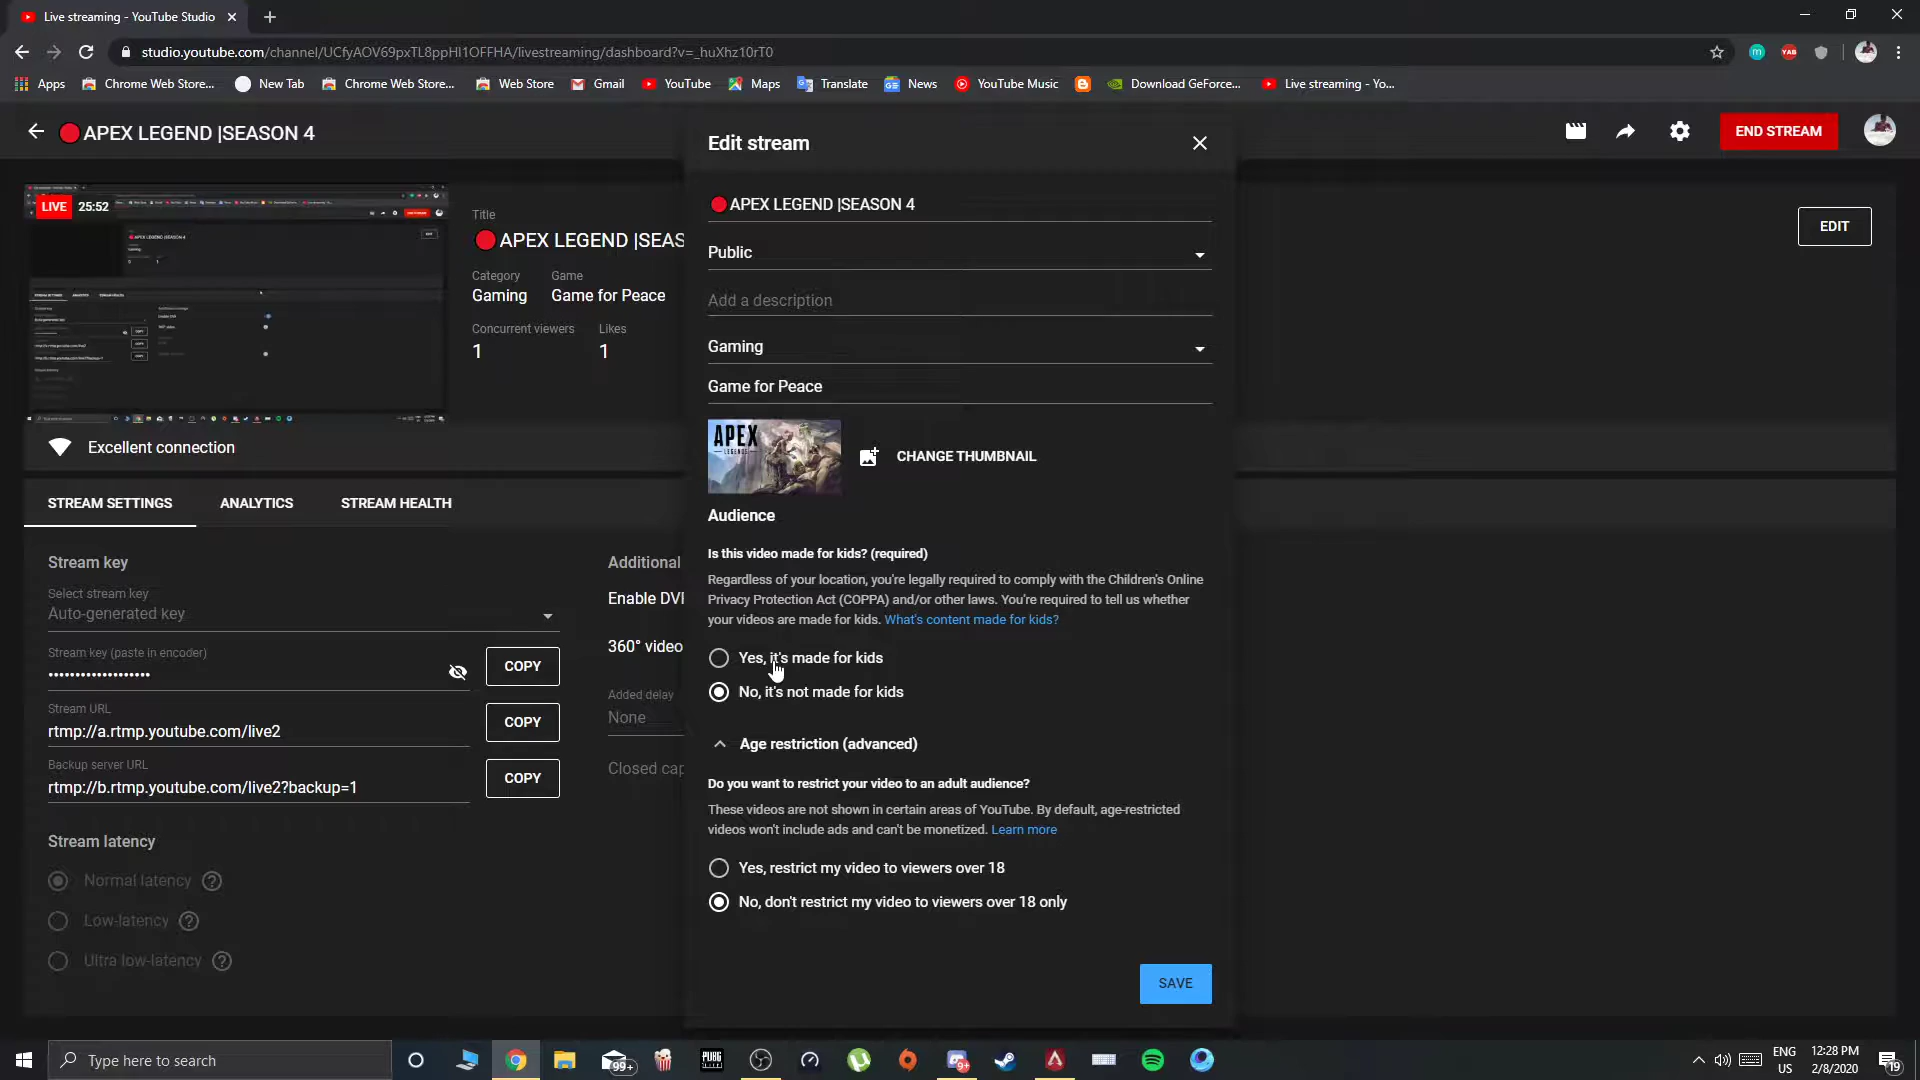 Live streaming - YouTube Studio
studio.youtube.com/channel/UCfyAOV69pxTL8ppHl1OFFHA/livestreaming/dashboard?v=_huXhz10rT0
Apps Chrome Web Store... New Tab Chrome Web Store... Web Store Gmail YouTube Maps Translate News YouTube Music Download GeForce... Live streaming - Yo...
APEX LEGEND |SEASON 4
END STREAM
Edit stream
LIVE 25:52
Title
APEX LEGEND |SEAS
Category Game
Gaming Game for Peace
Concurrent viewers Likes
1 1
EDIT
Excellent connection
APEX LEGEND |SEASON 4
Public
Add a description
Gaming
Game for Peace
APEX
LEGENDS
CHANGE THUMBNAIL
Audience
Is this video made for kids? (required)
Regardless of your location, you're legally required to comply with the Children's Online
Privacy Protection Act (COPPA) and/or other laws. You're required to tell us whether
your videos are made for kids. What's content made for kids?
Yes, it's made for kids
No, it's not made for kids
Age restriction (advanced)
Do you want to restrict your video to an adult audience?
These videos are not shown in certain areas of YouTube. By default, age-restricted
videos won't include ads and can't be monetized. Learn more
Yes, restrict my video to viewers over 18
No, don't restrict my video to viewers over 18 only
SAVE
STREAM SETTINGS ANALYTICS STREAM HEALTH
Stream key
Select stream key
Auto-generated key
Stream key (paste in encoder)
COPY
Stream URL
rtmp://a.rtmp.youtube.com/live2
COPY
Backup server URL
rtmp://b.rtmp.youtube.com/live2?backup=1
COPY
Stream latency
Normal latency
Low-latency
Ultra low-latency
Additional
Enable DVR
360° video
Added delay
None
Closed cap
Type here to search
99+
PUBG
9+
ENG
US
12:28 PM
2/8/2020
19